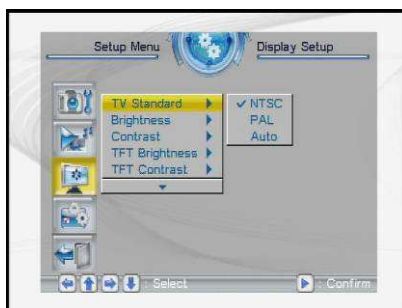 Setup Menu
Display Setup
TV Standard
Brightness
Contrast
TFT Brightness
TFT Contrast
NTSC
PAL
Auto
: Select
: Confirm